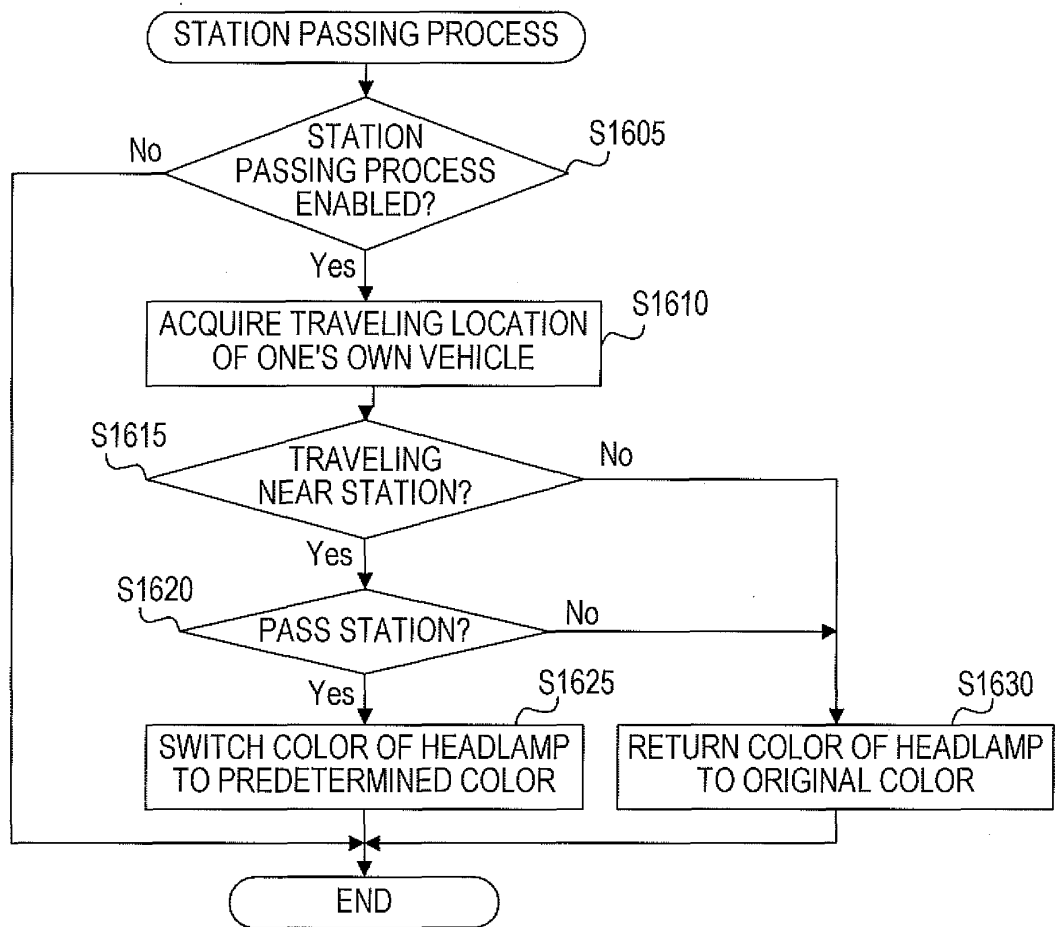 STATION PASSING PROCESS
S1605
No
STATION
PASSING PROCESS
ENABLED?
Yes
S1610
ACQUIRE TRAVELING LOCATION
OF ONE'S OWN VEHICLE
S1615
No
TRAVELING
NEAR STATION?
Yes
S1620
No
PASS STATION?
Yes
S1625
S1630
SWITCH COLOR OF HEADLAMP
TO PREDETERMINED COLOR
RETURN COLOR OF HEADLAMP
TO ORIGINAL COLOR
END